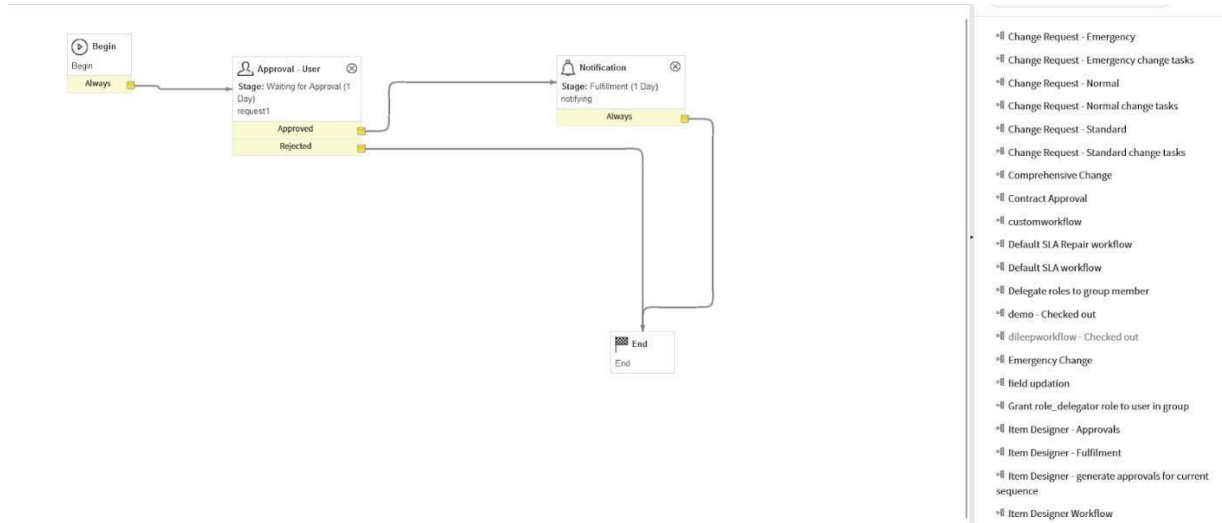 Begin
Begin
Always
Approval - User
Stage: Waiting for Approval (1
Day)
request1
Approved
Rejected
Notification
Stage: Fulfillment (1 Day)
notifying
Always
End
End
Change Request - Emergency
Change Request - Emergency change tasks
Change Request - Normal
Change Request - Normal change tasks
Change Request - Standard
Change Request - Standard change tasks
Comprehensive Change
Contract Approval
customworkflow
Default SLA Repair workflow
Default SLA workflow
Delegate roles to group member
demo - Checked out
dileepworkflow - Checked out
Emergency Change
field updation
Grant role_delegator role to user in group
Item Designer - Approvals
Item Designer - Fulfilment
Item Designer - generate approvals for current
sequence
Item Designer Workflow